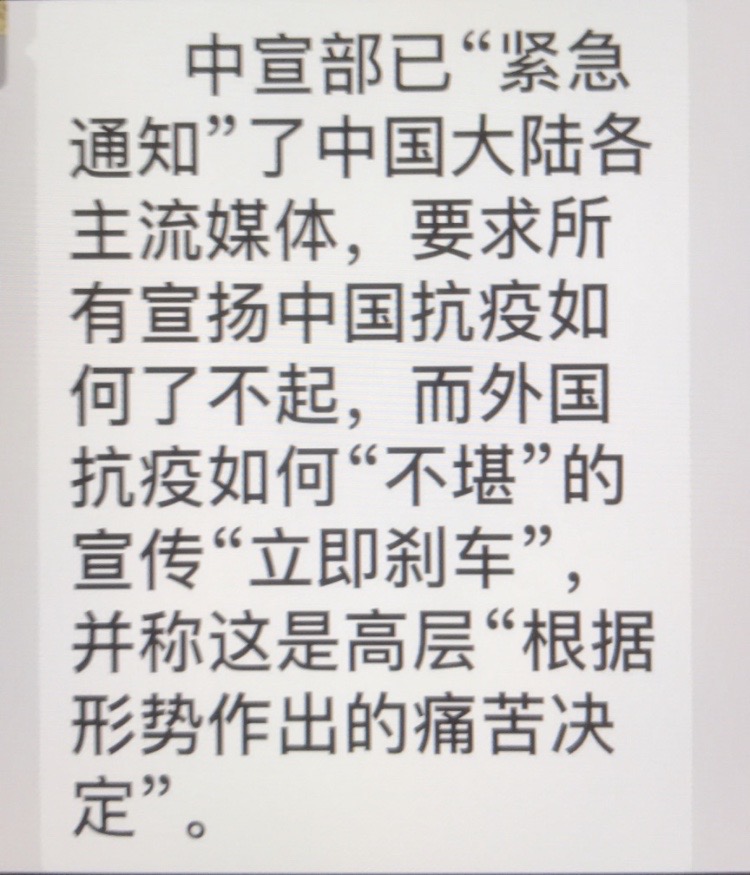 中宣部已“紧急
通知”了中国大陆各
主流媒体，要求所
有宣扬中国抗疫如
何了不起，而外国
抗疫如何“不堪”的
宣传“立即刹车”，
并称这是高层“根据
形势作出的痛苦决
定”。